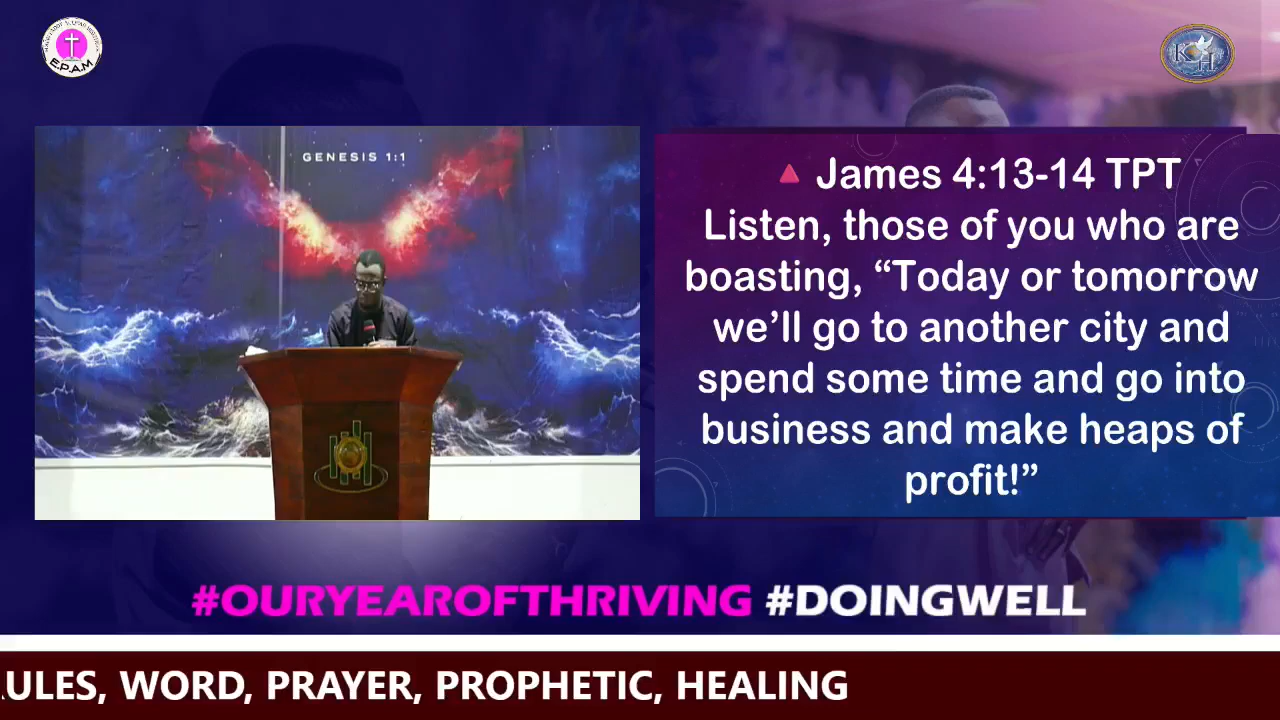 E.P.A.M
K H
GENESIS 1:1
James 4:13-14 TPT
Listen, those of you who are
boasting, “Today or tomorrow
we’ll go to another city and
spend some time and go into
business and make heaps of
profit!”
#OURYEAROFTHRIVING #DOINGWELL
ULES, WORD, PRAYER, PROPHETIC, HEALING